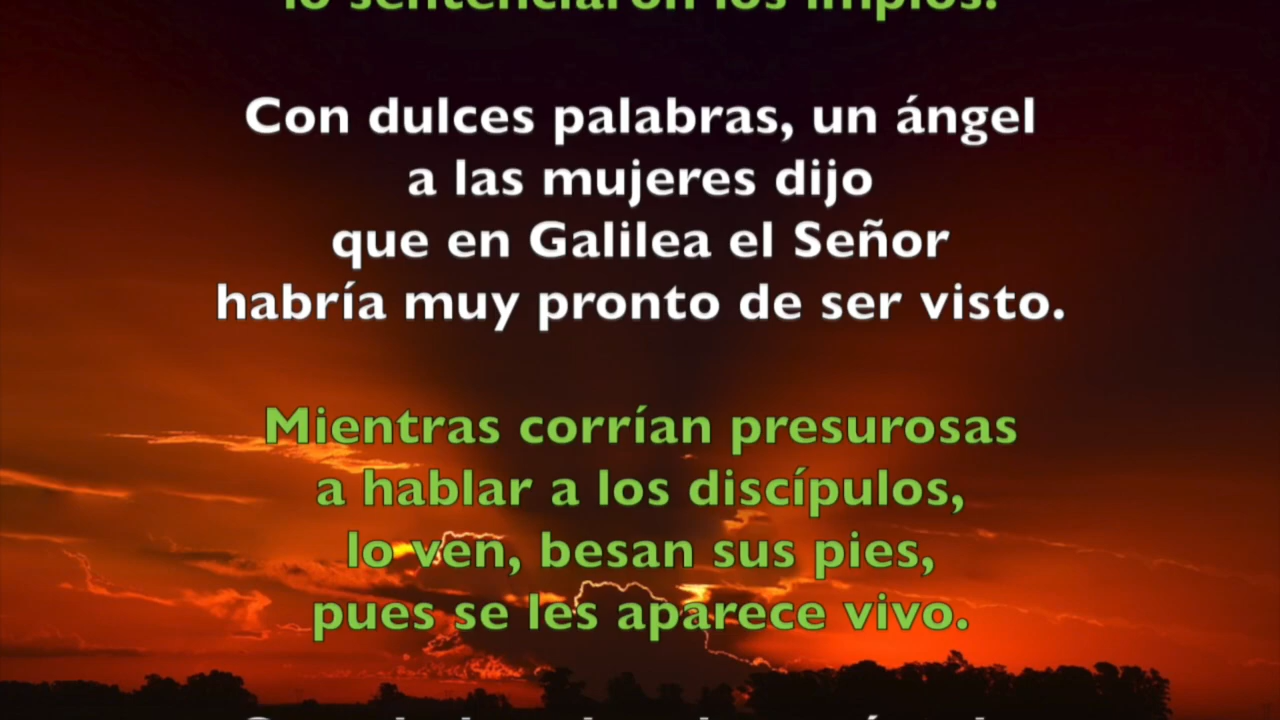 lo sentenciaron los impíos.
Con dulces palabras, un ángel
a las mujeres dijo
que en Galilea el Señor
habría muy pronto de ser visto.
Mientras corrían presurosas
a hablar a los discípulos,
lo ven, besan sus pies,
pues se les aparece vivo.